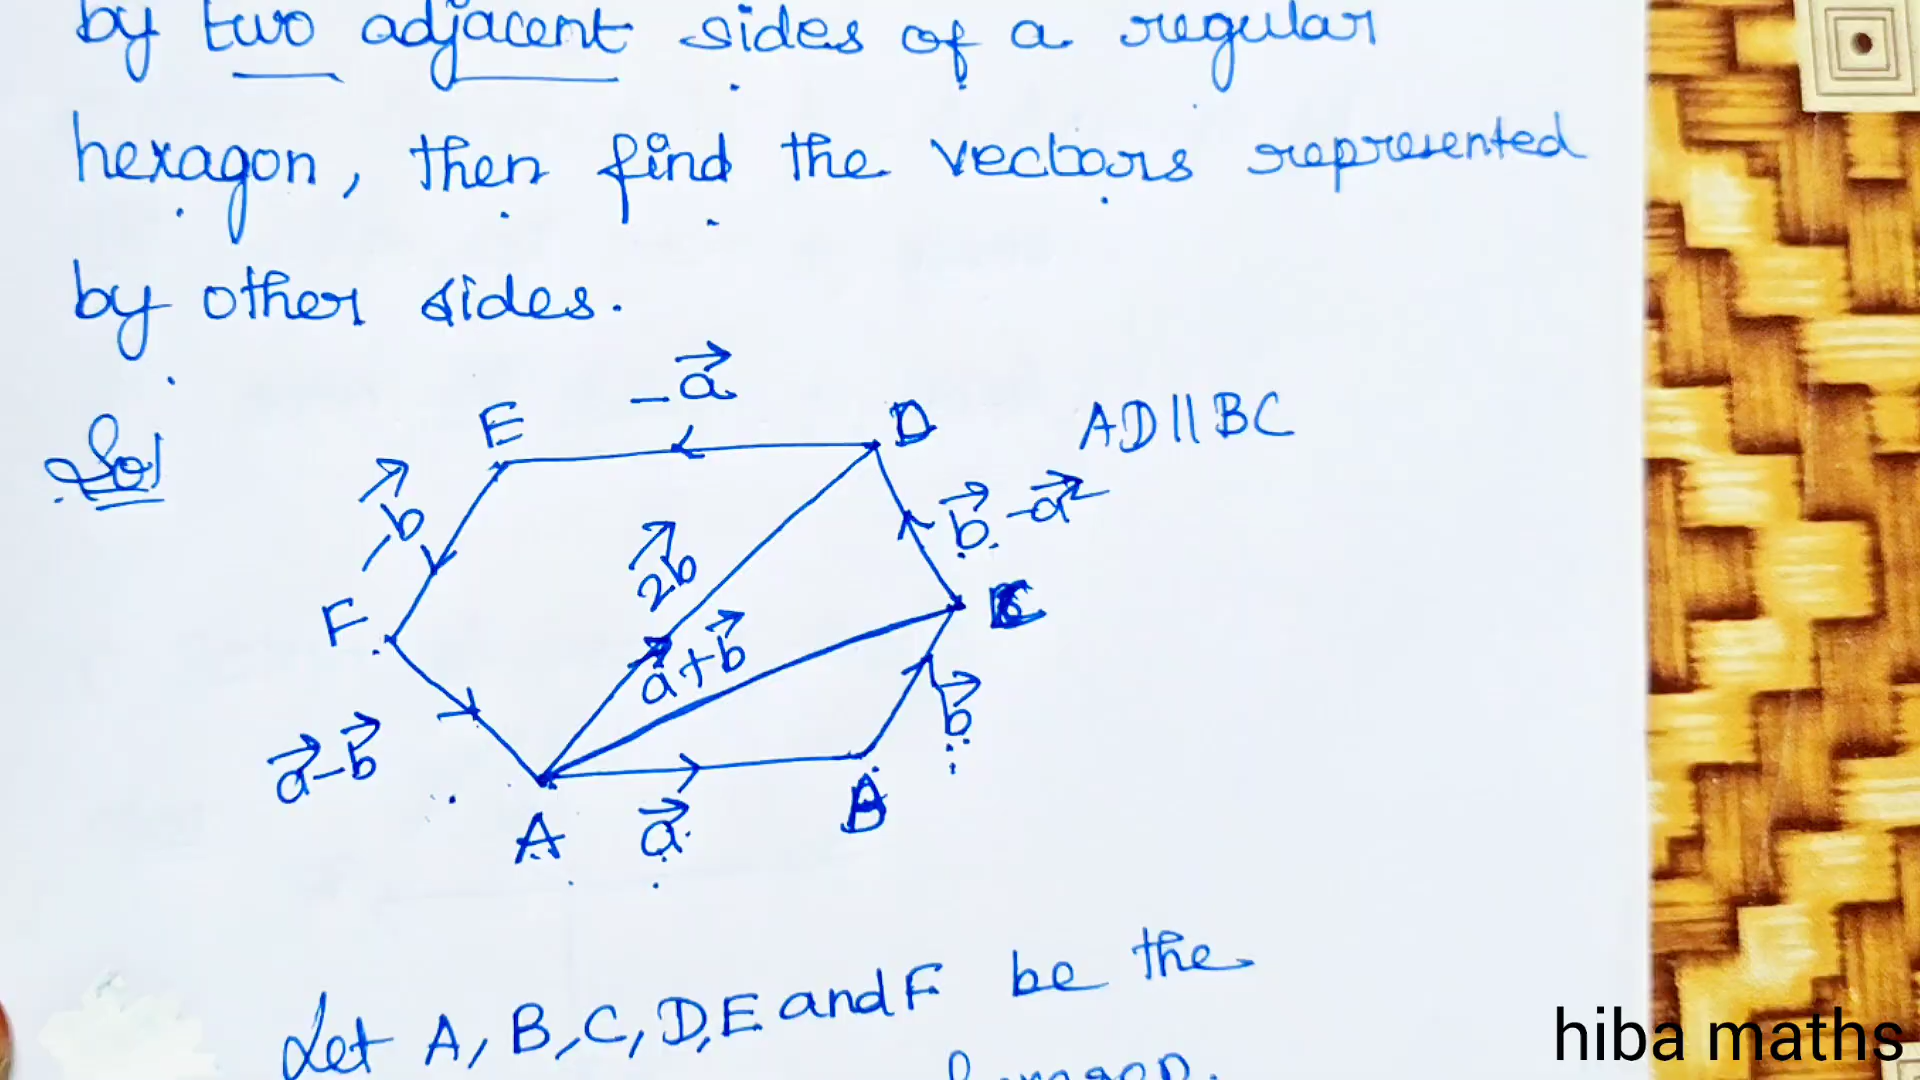 by two adjacent sides of a regular
hexagon, then find the vectors represented
by other sides.
Sol
-a⃗
E
D
AD∥BC
-b⃗
b⃗ -a⃗
2b⃗
F
a⃗+b⃗
C
b⃗
a⃗-b⃗
A
a⃗
B
Let A, B, C, D, E and F be the
hiba maths